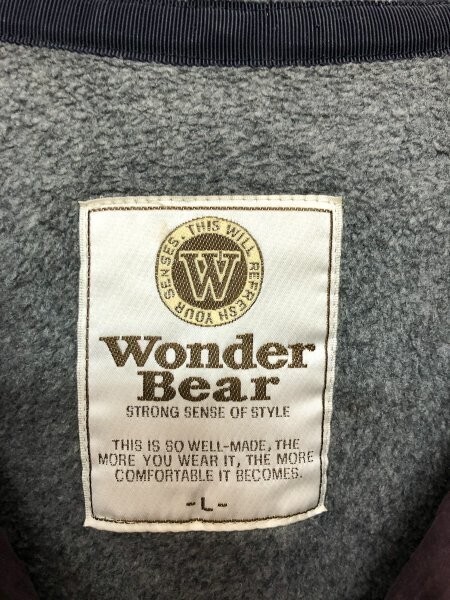 THIS WILL REFRESH YOUR SENSES.
W
Wonder
Bear
STRONG SENSE OF STYLE
THIS IS SO WELL-MADE, THE
MORE YOU WEAR IT, THE MORE
COMFORTABLE IT BECOMES.
-L-